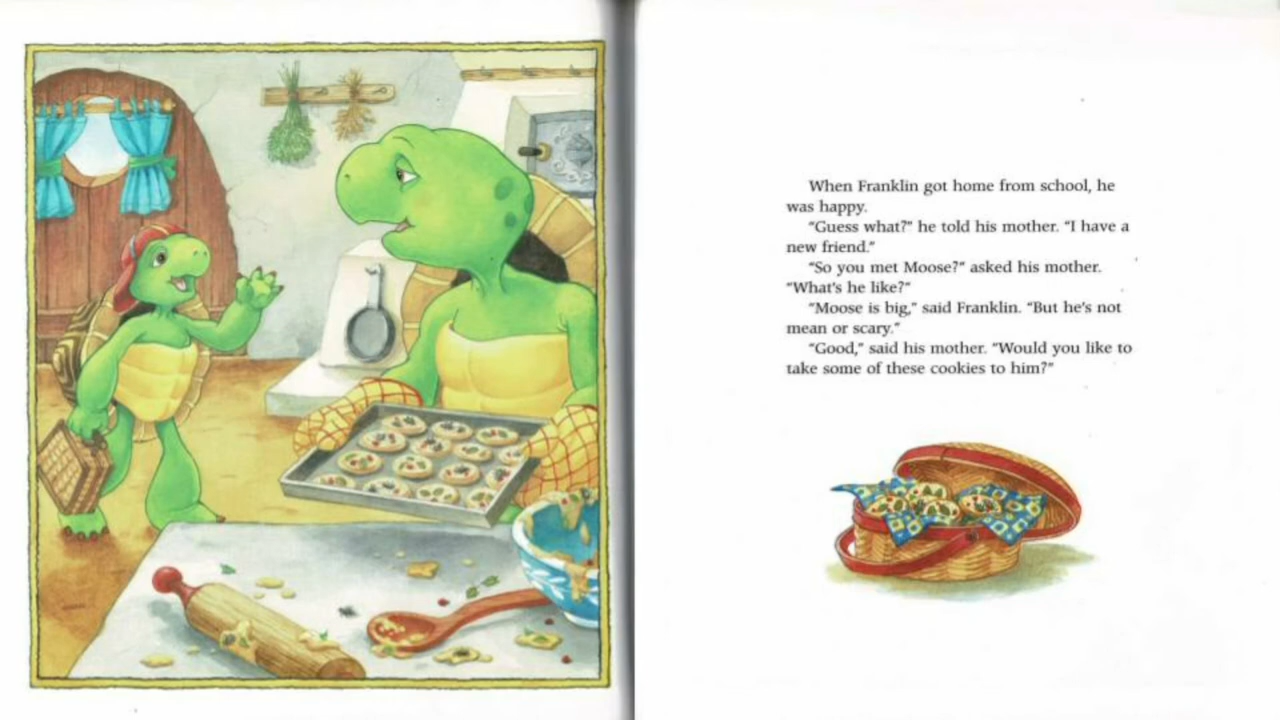 When Franklin got home from school, he
was happy.
"Guess what?" he told his mother. "I have a
new friend."
"So you met Moose?" asked his mother.
"What's he like?"
"Moose is big," said Franklin. "But he's not
mean or scary."
"Good," said his mother. "Would you like to
take some of these cookies to him?"